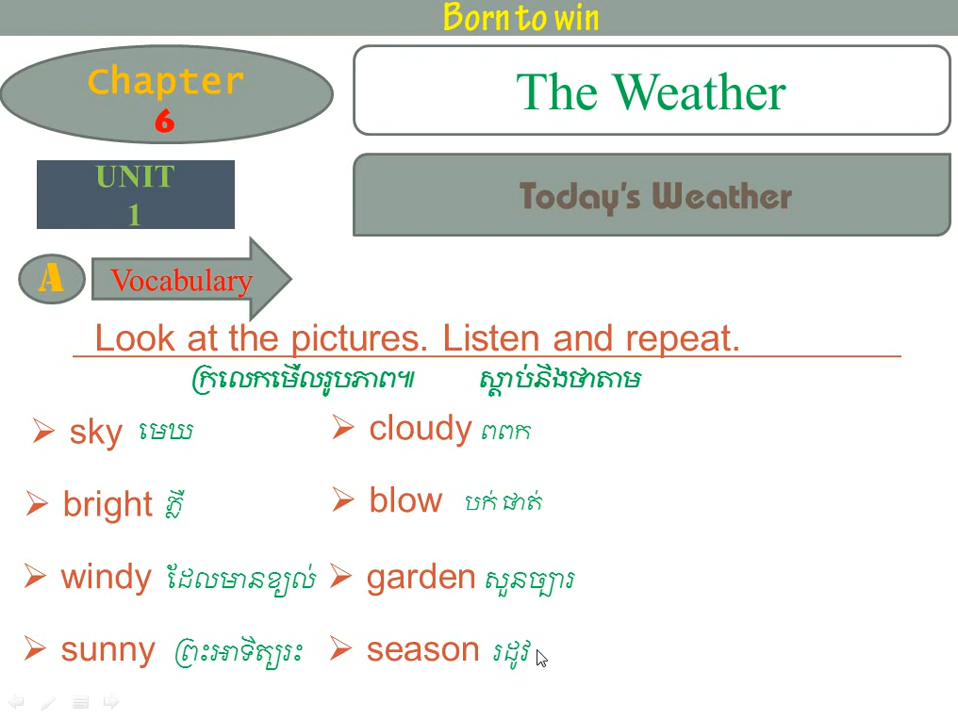 Born to win
Chapter
6
The Weather
UNIT
1
Today's Weather
A
Vocabulary
Look at the pictures. Listen and repeat.
ក្រលេកមើលរូបភាព៕ ស្តាប់និងថាតាម
sky មេឃ
cloudy ពពក
bright ភ្លឺ
blow បក់ ផាត់
windy ដែលមានខ្យល់
garden សួនច្បារ
sunny ព្រះអាទិត្យរះ
season រដូវ